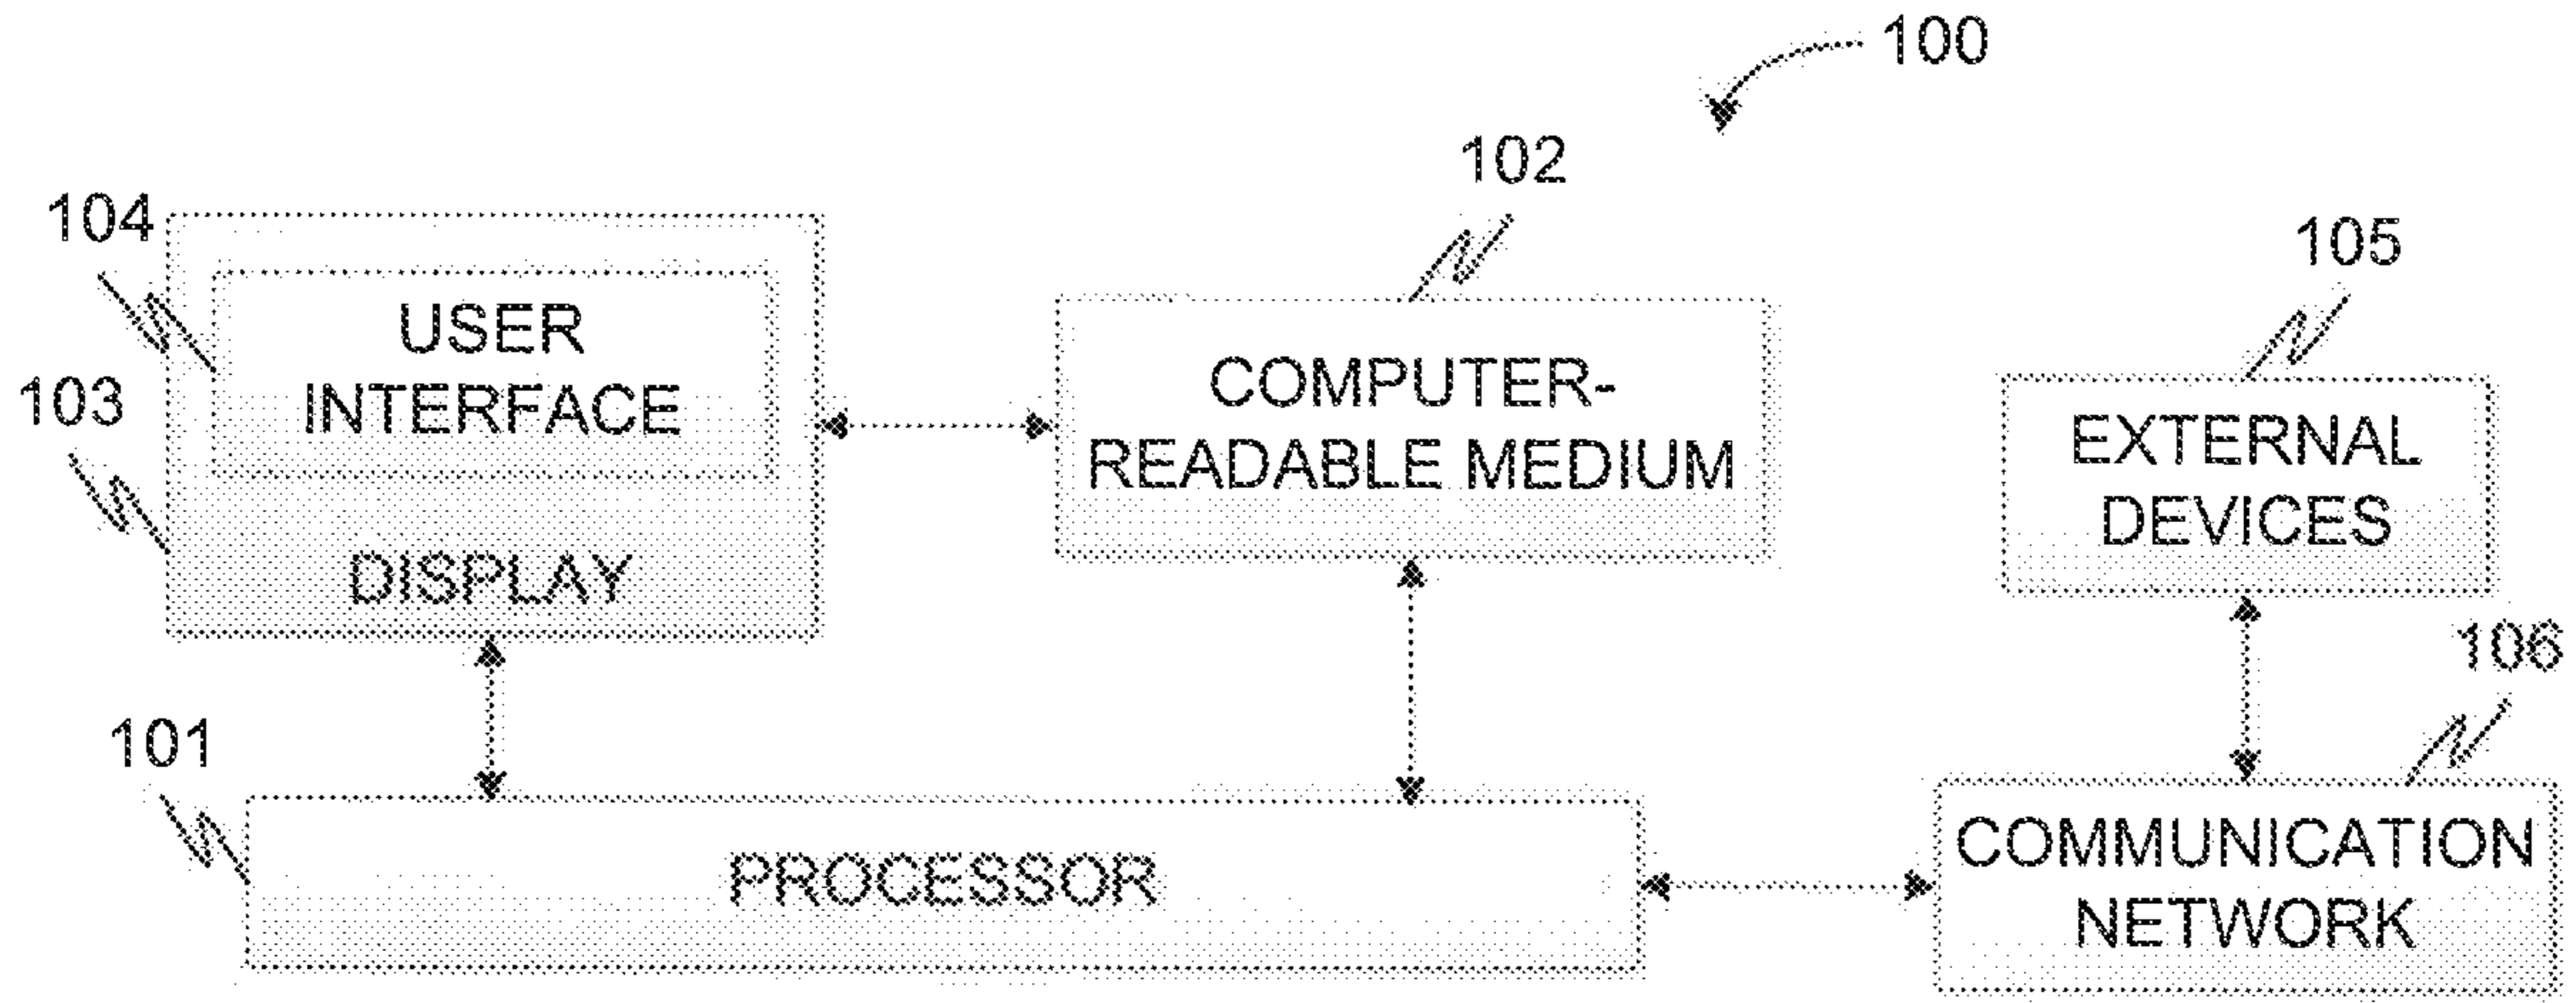 100
102
104
USER
INTERFACE
103
DISPLAY
COMPUTER-
READABLE MEDIUM
105
EXTERNAL
DEVICES
106
101
PROCESSOR
COMMUNICATION
NETWORK